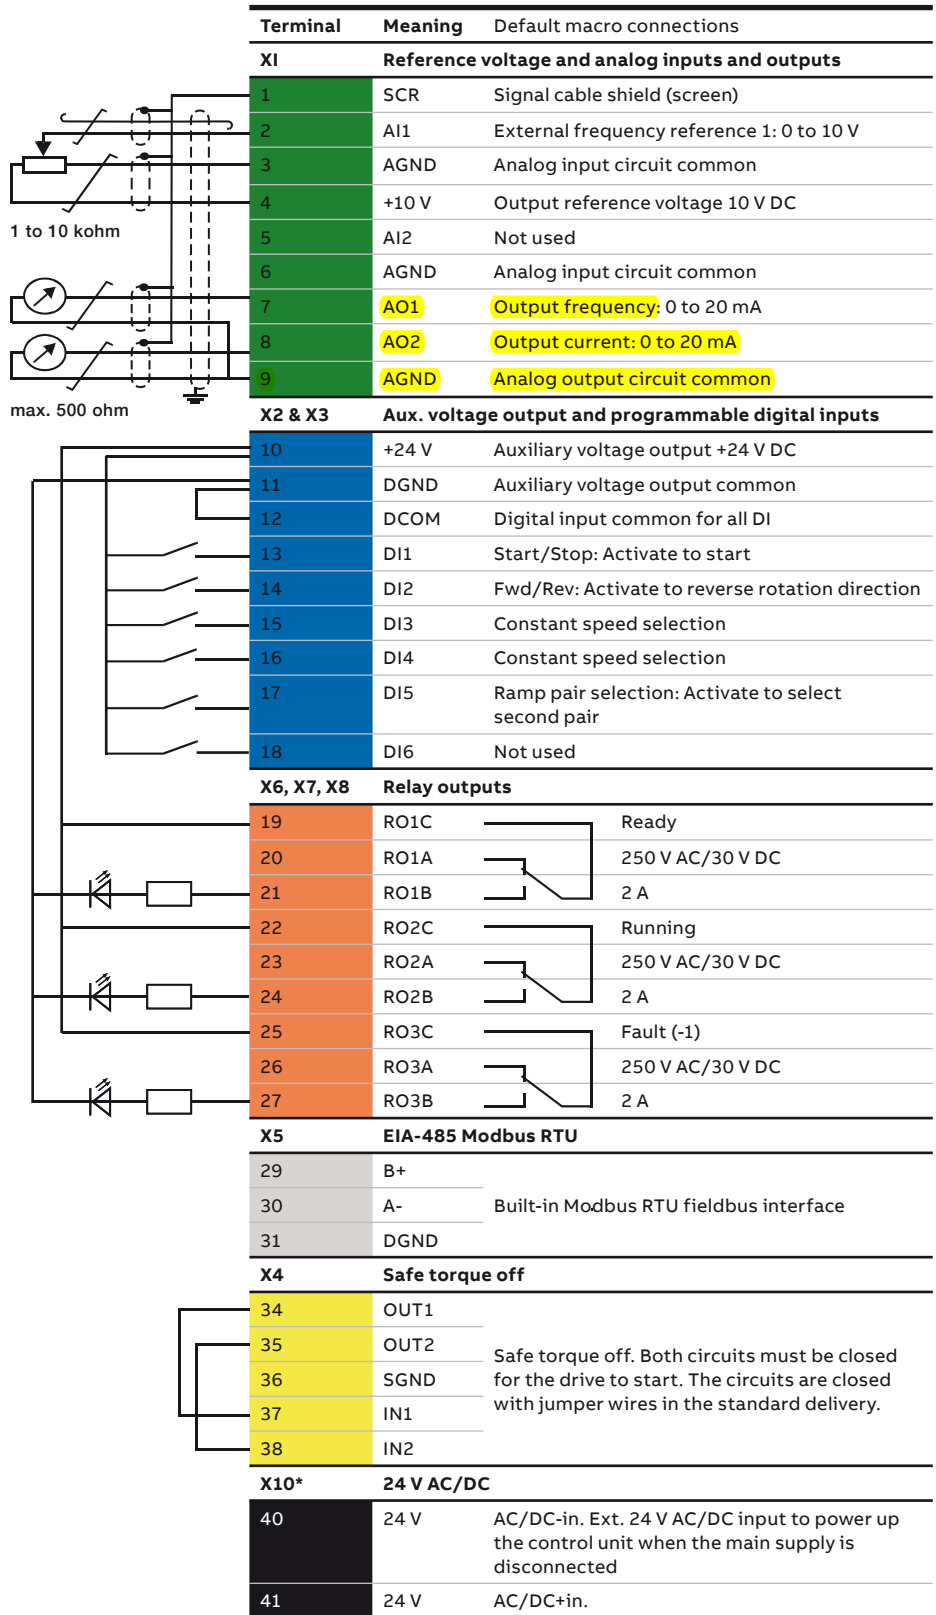 Terminal Meaning Default macro connections
XI Reference voltage and analog inputs and outputs
1 SCR Signal cable shield (screen)
2 AI1 External frequency reference 1: 0 to 10 V
3 AGND Analog input circuit common
4 +10 V Output reference voltage 10 V DC
1 to 10 kohm
5 AI2 Not used
6 AGND Analog input circuit common
7 AO1 Output frequency: 0 to 20 mA
8 AO2 Output current: 0 to 20 mA
9 AGND Analog output circuit common
max. 500 ohm
X2 & X3 Aux. voltage output and programmable digital inputs
10 +24 V Auxiliary voltage output +24 V DC
11 DGND Auxiliary voltage output common
12 DCOM Digital input common for all DI
13 DI1 Start/Stop: Activate to start
14 DI2 Fwd/Rev: Activate to reverse rotation direction
15 DI3 Constant speed selection
16 DI4 Constant speed selection
17 DI5 Ramp pair selection: Activate to select
second pair
18 DI6 Not used
X6, X7, X8 Relay outputs
19 RO1C Ready
20 RO1A 250 V AC/30 V DC
21 RO1B 2 A
22 RO2C Running
23 RO2A 250 V AC/30 V DC
24 RO2B 2 A
25 RO3C Fault (-1)
26 RO3A 250 V AC/30 V DC
27 RO3B 2 A
X5 EIA-485 Modbus RTU
29 B+
30 A- Built-in Modbus RTU fieldbus interface
31 DGND
X4 Safe torque off
34 OUT1
35 OUT2
Safe torque off. Both circuits must be closed
36 SGND for the drive to start. The circuits are closed
37 IN1 with jumper wires in the standard delivery.
38 IN2
X10* 24 V AC/DC
40 24 V AC/DC-in. Ext. 24 V AC/DC input to power up
the control unit when the main supply is
disconnected
41 24 V AC/DC+in.